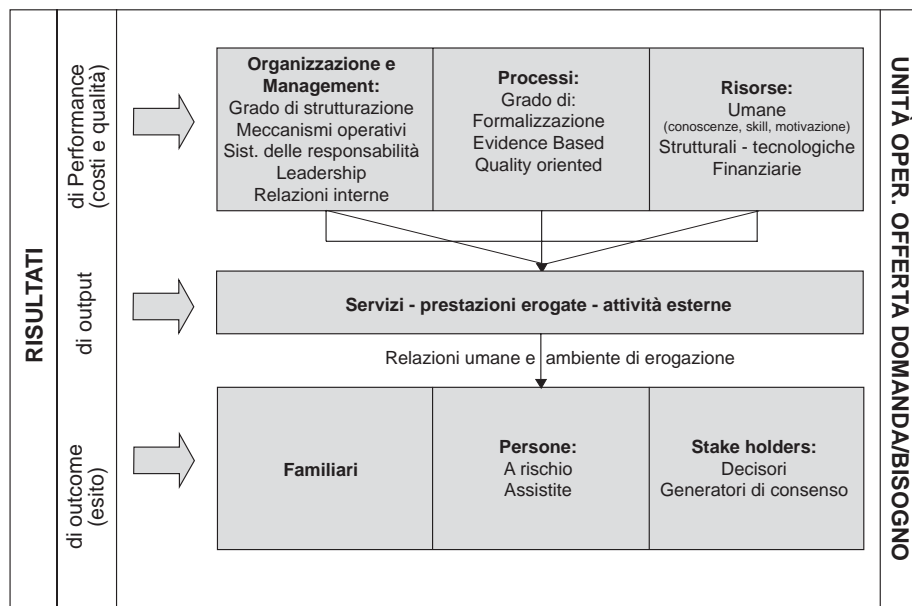 RISULTATI
di Performance
(costi e qualità)
Organizzazione e
Management:
Grado di strutturazione
Meccanismi operativi
Sist. delle responsabilità
Leadership
Relazioni interne
Processi:
Grado di:
Formalizzazione
Evidence Based
Quality oriented
Risorse:
Umane
(conoscenze, skill, motivazione)
Strutturali - tecnologiche
Finanziarie
di output
Servizi - prestazioni erogate - attività esterne
Relazioni umane e ambiente di erogazione
di outcome
(esito)
Familiari
Persone:
A rischio
Assistite
Stake holders:
Decisori
Generatori di consenso
UNITÀ OPER. OFFERTA DOMANDA/BISOGNO